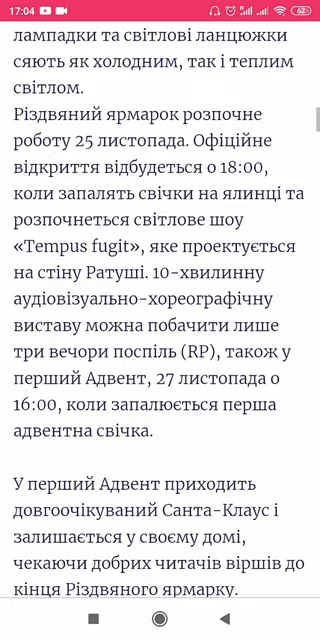 17:04
62
лампадки та світлові ланцюжки
сяють як холодним, так і теплим
світлом.
Різдвяний ярмарок розпочне
роботу 25 листопада. Офіційне
відкриття відбудеться о 18:00,
коли запалять свічки на ялинці та
розпочнеться світлове шоу
«Tempus fugit», яке проектується
на стіну Ратуші. 10-хвилинну
аудіовізуально-хореографічну
виставу можна побачити лише
три вечори поспіль (RP), також у
перший Адвент, 27 листопада о
16:00, коли запалюється перша
адвентна свічка.
У перший Адвент приходить
довгоочікуваний Санта-Клаус і
залишається у своєму домі,
чекаючи добрих читачів віршів до
кінця Різдвяного ярмарку.